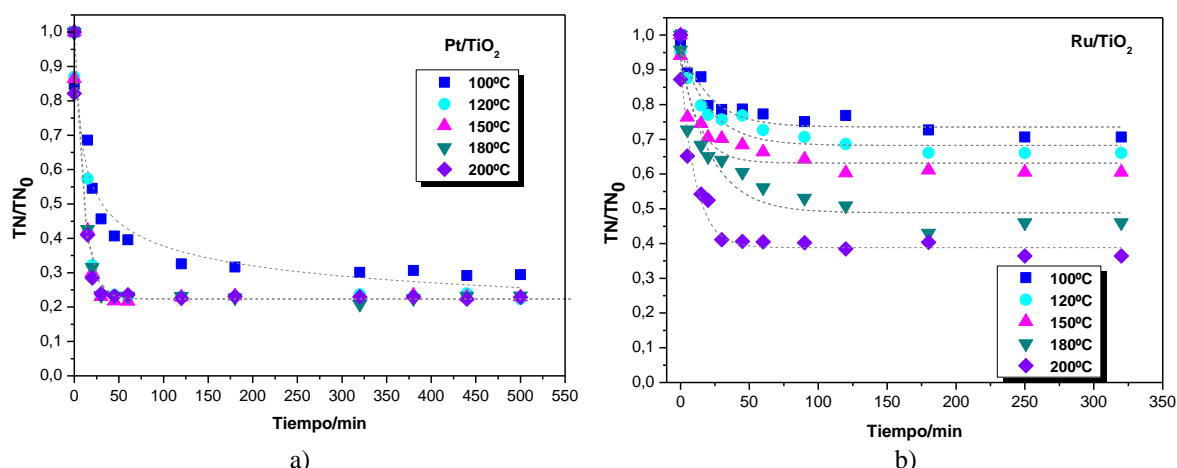 Pt/TiO₂
100ºC
120ºC
150ºC
180ºC
200ºC
1,0
0,9
0,8
0,7
0,6
0,5
0,4
0,3
0,2
0,1
0,0
TN/TN₀
0 50 100 150 200 250 300 350 400 450 500 550
Tiempo/min
a)
Ru/TiO₂
1,0
0,9
0,8
0,7
0,6
0,5
0,4
0,3
0,2
0,1
0,0
TN/TN₀
100ºC
120ºC
150ºC
180ºC
200ºC
0 50 100 150 200 250 300 350
Tiempo/min
b)